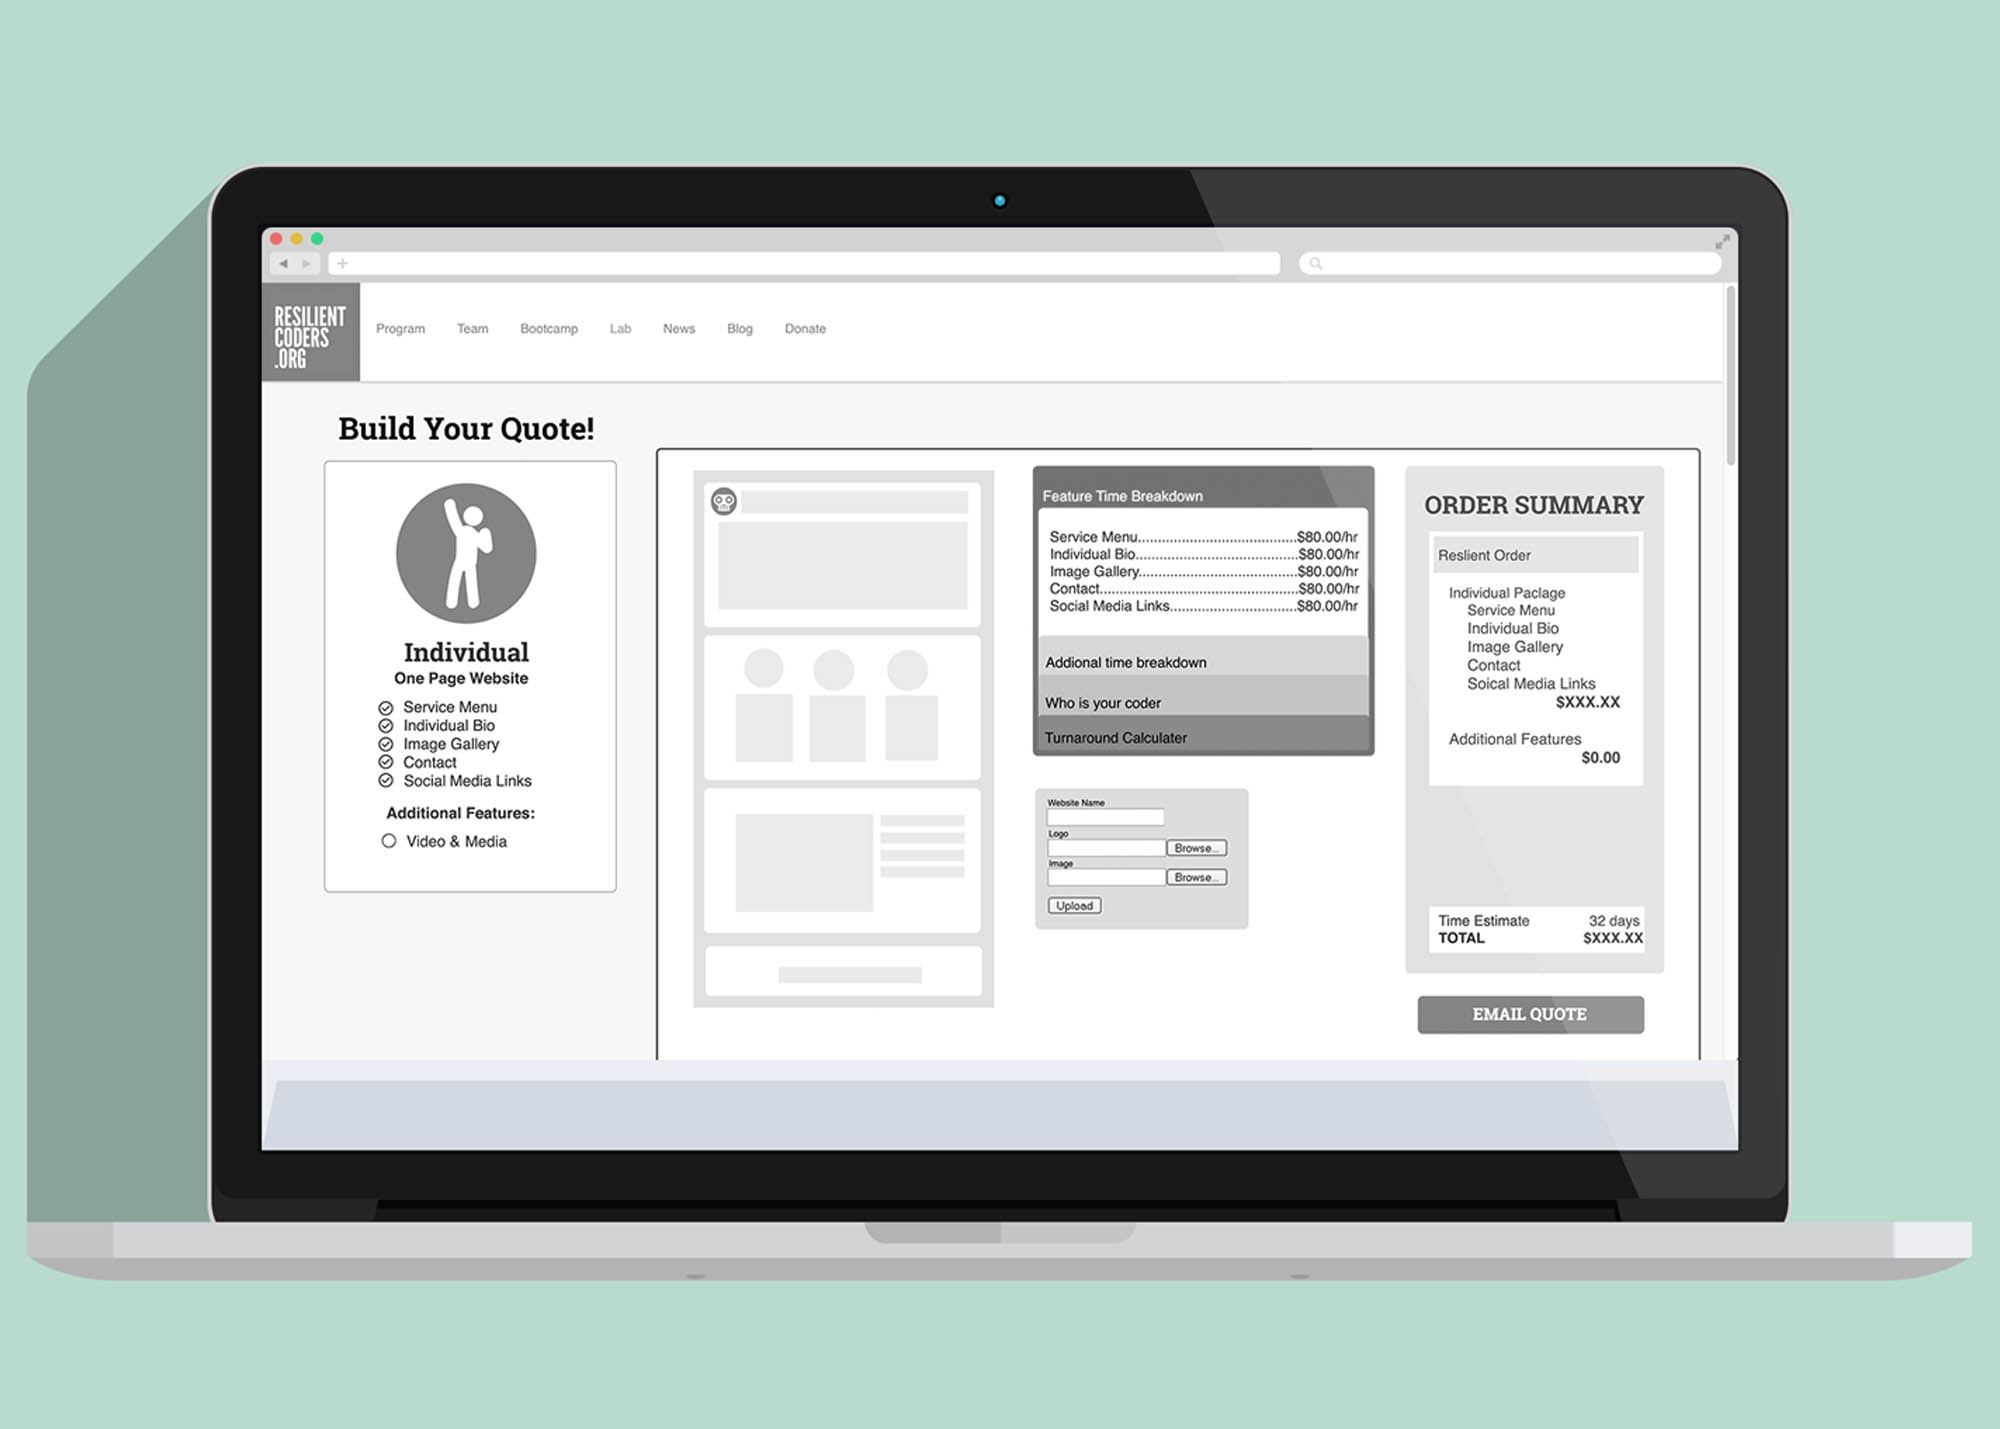 RESILIENT
CODERS
.ORG
Program Team Bootcamp Lab News Blog Donate
Build Your Quote!
Individual
One Page Website
Service Menu
Individual Bio
Image Gallery
Contact
Social Media Links
Additional Features:
Video & Media
Feature Time Breakdown
Service Menu.......................................$80.00/hr
Individual Bio.......................................$80.00/hr
Image Gallery......................................$80.00/hr
Contact................................................$80.00/hr
Social Media Links...............................$80.00/hr
Addional time breakdown
Who is your coder
Turnaround Calculater
Website Name
Logo
Browse...
Image
Browse...
Upload
ORDER SUMMARY
Reslient Order
Individual Paclage
Service Menu
Individual Bio
Image Gallery
Contact
Soical Media Links
$XXX.XX
Additional Features
$0.00
Time Estimate 32 days
TOTAL $XXX.XX
EMAIL QUOTE